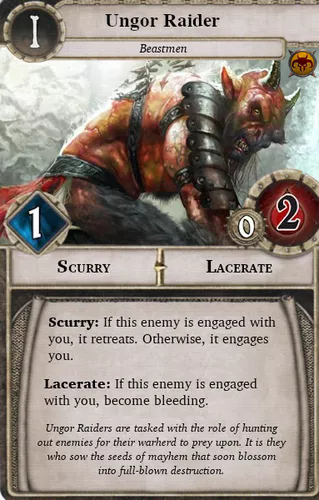 I
Ungor Raider
Beastmen
1
0
2
SCURRY
LACERATE
Scurry: If this enemy is engaged with
you, it retreats. Otherwise, it engages
you.
Lacerate: If this enemy is engaged
with you, become bleeding.
Ungor Raiders are tasked with the role of hunting
out enemies for their warherd to prey upon. It is they
who sow the seeds of mayhem that soon blossom
into full-blown destruction.